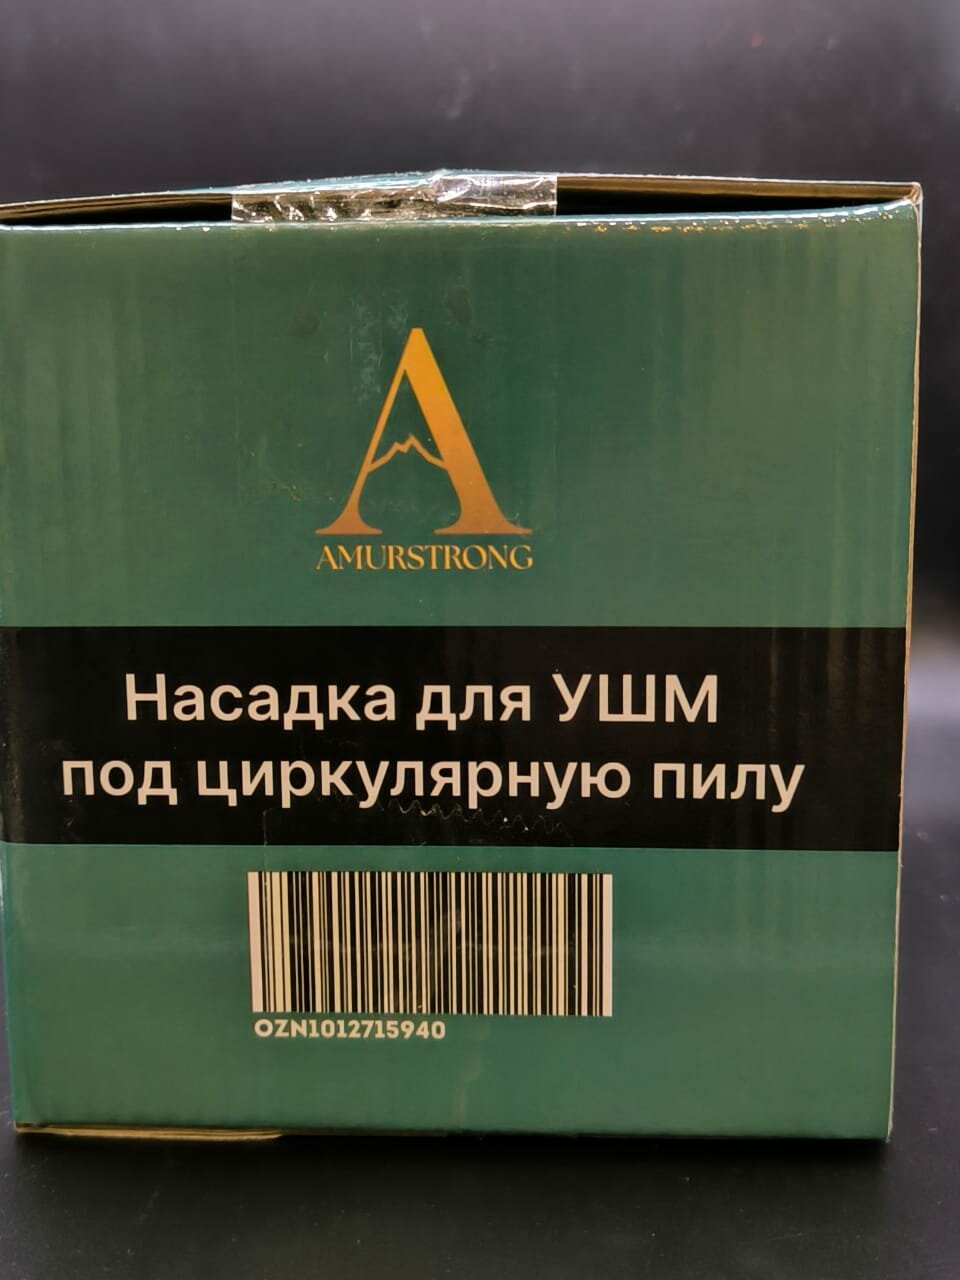 A
AMURSTRONG
Насадка для УШМ
под циркулярную пилу
OZN1012715940